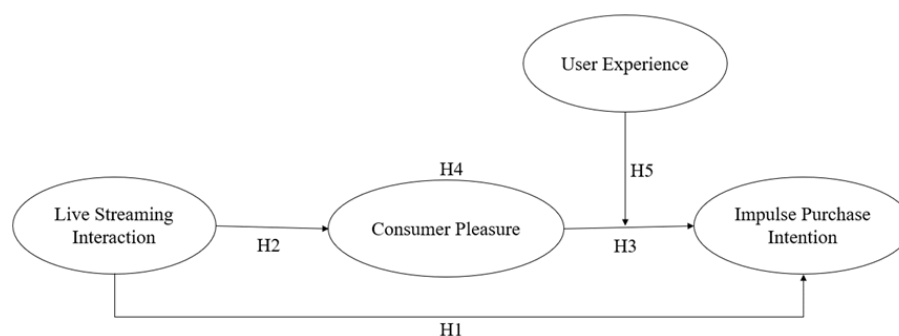 User Experience
H4
H5
Live Streaming
Interaction
Consumer Pleasure
Impulse Purchase
Intention
H2
H3
H1